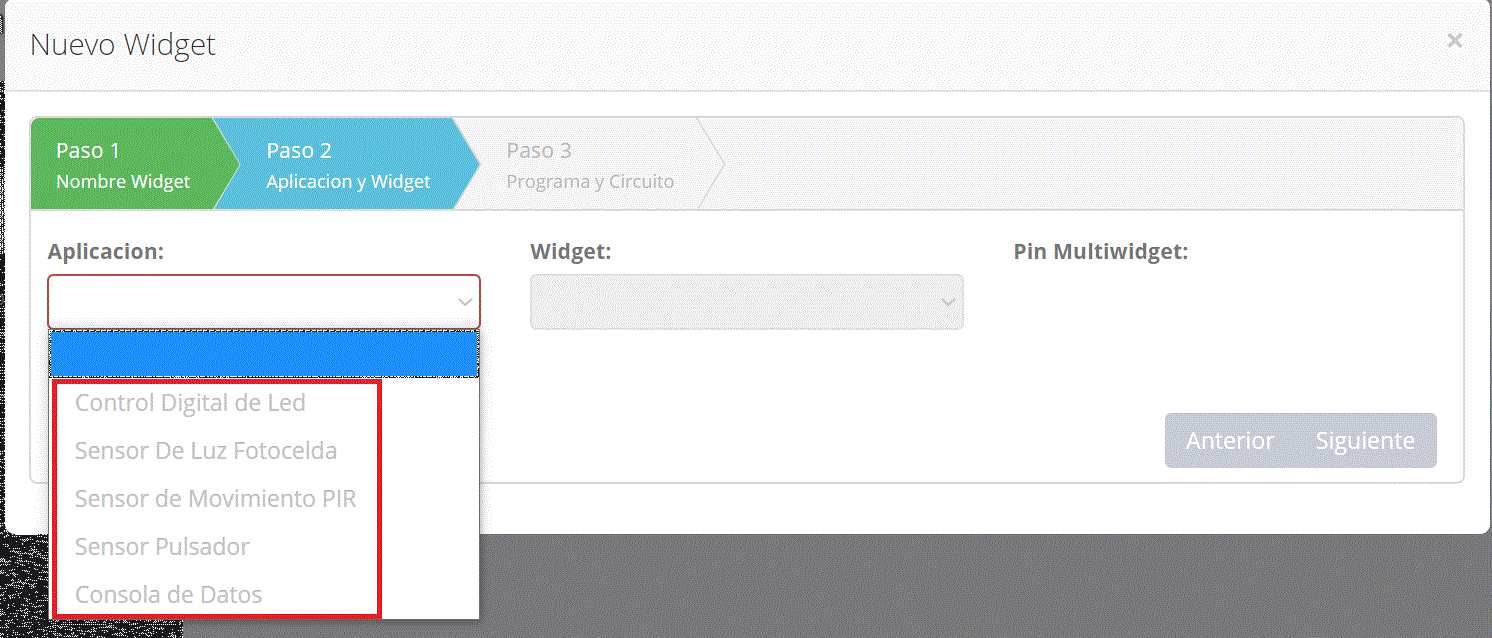 Nuevo Widget
×
Paso 1
Nombre Widget
Paso 2
Aplicacion y Widget
Paso 3
Programa y Circuito
Aplicacion:
Widget:
Pin Multiwidget:
Control Digital de Led
Sensor De Luz Fotocelda
Sensor de Movimiento PIR
Sensor Pulsador
Consola de Datos
Anterior
Siguiente